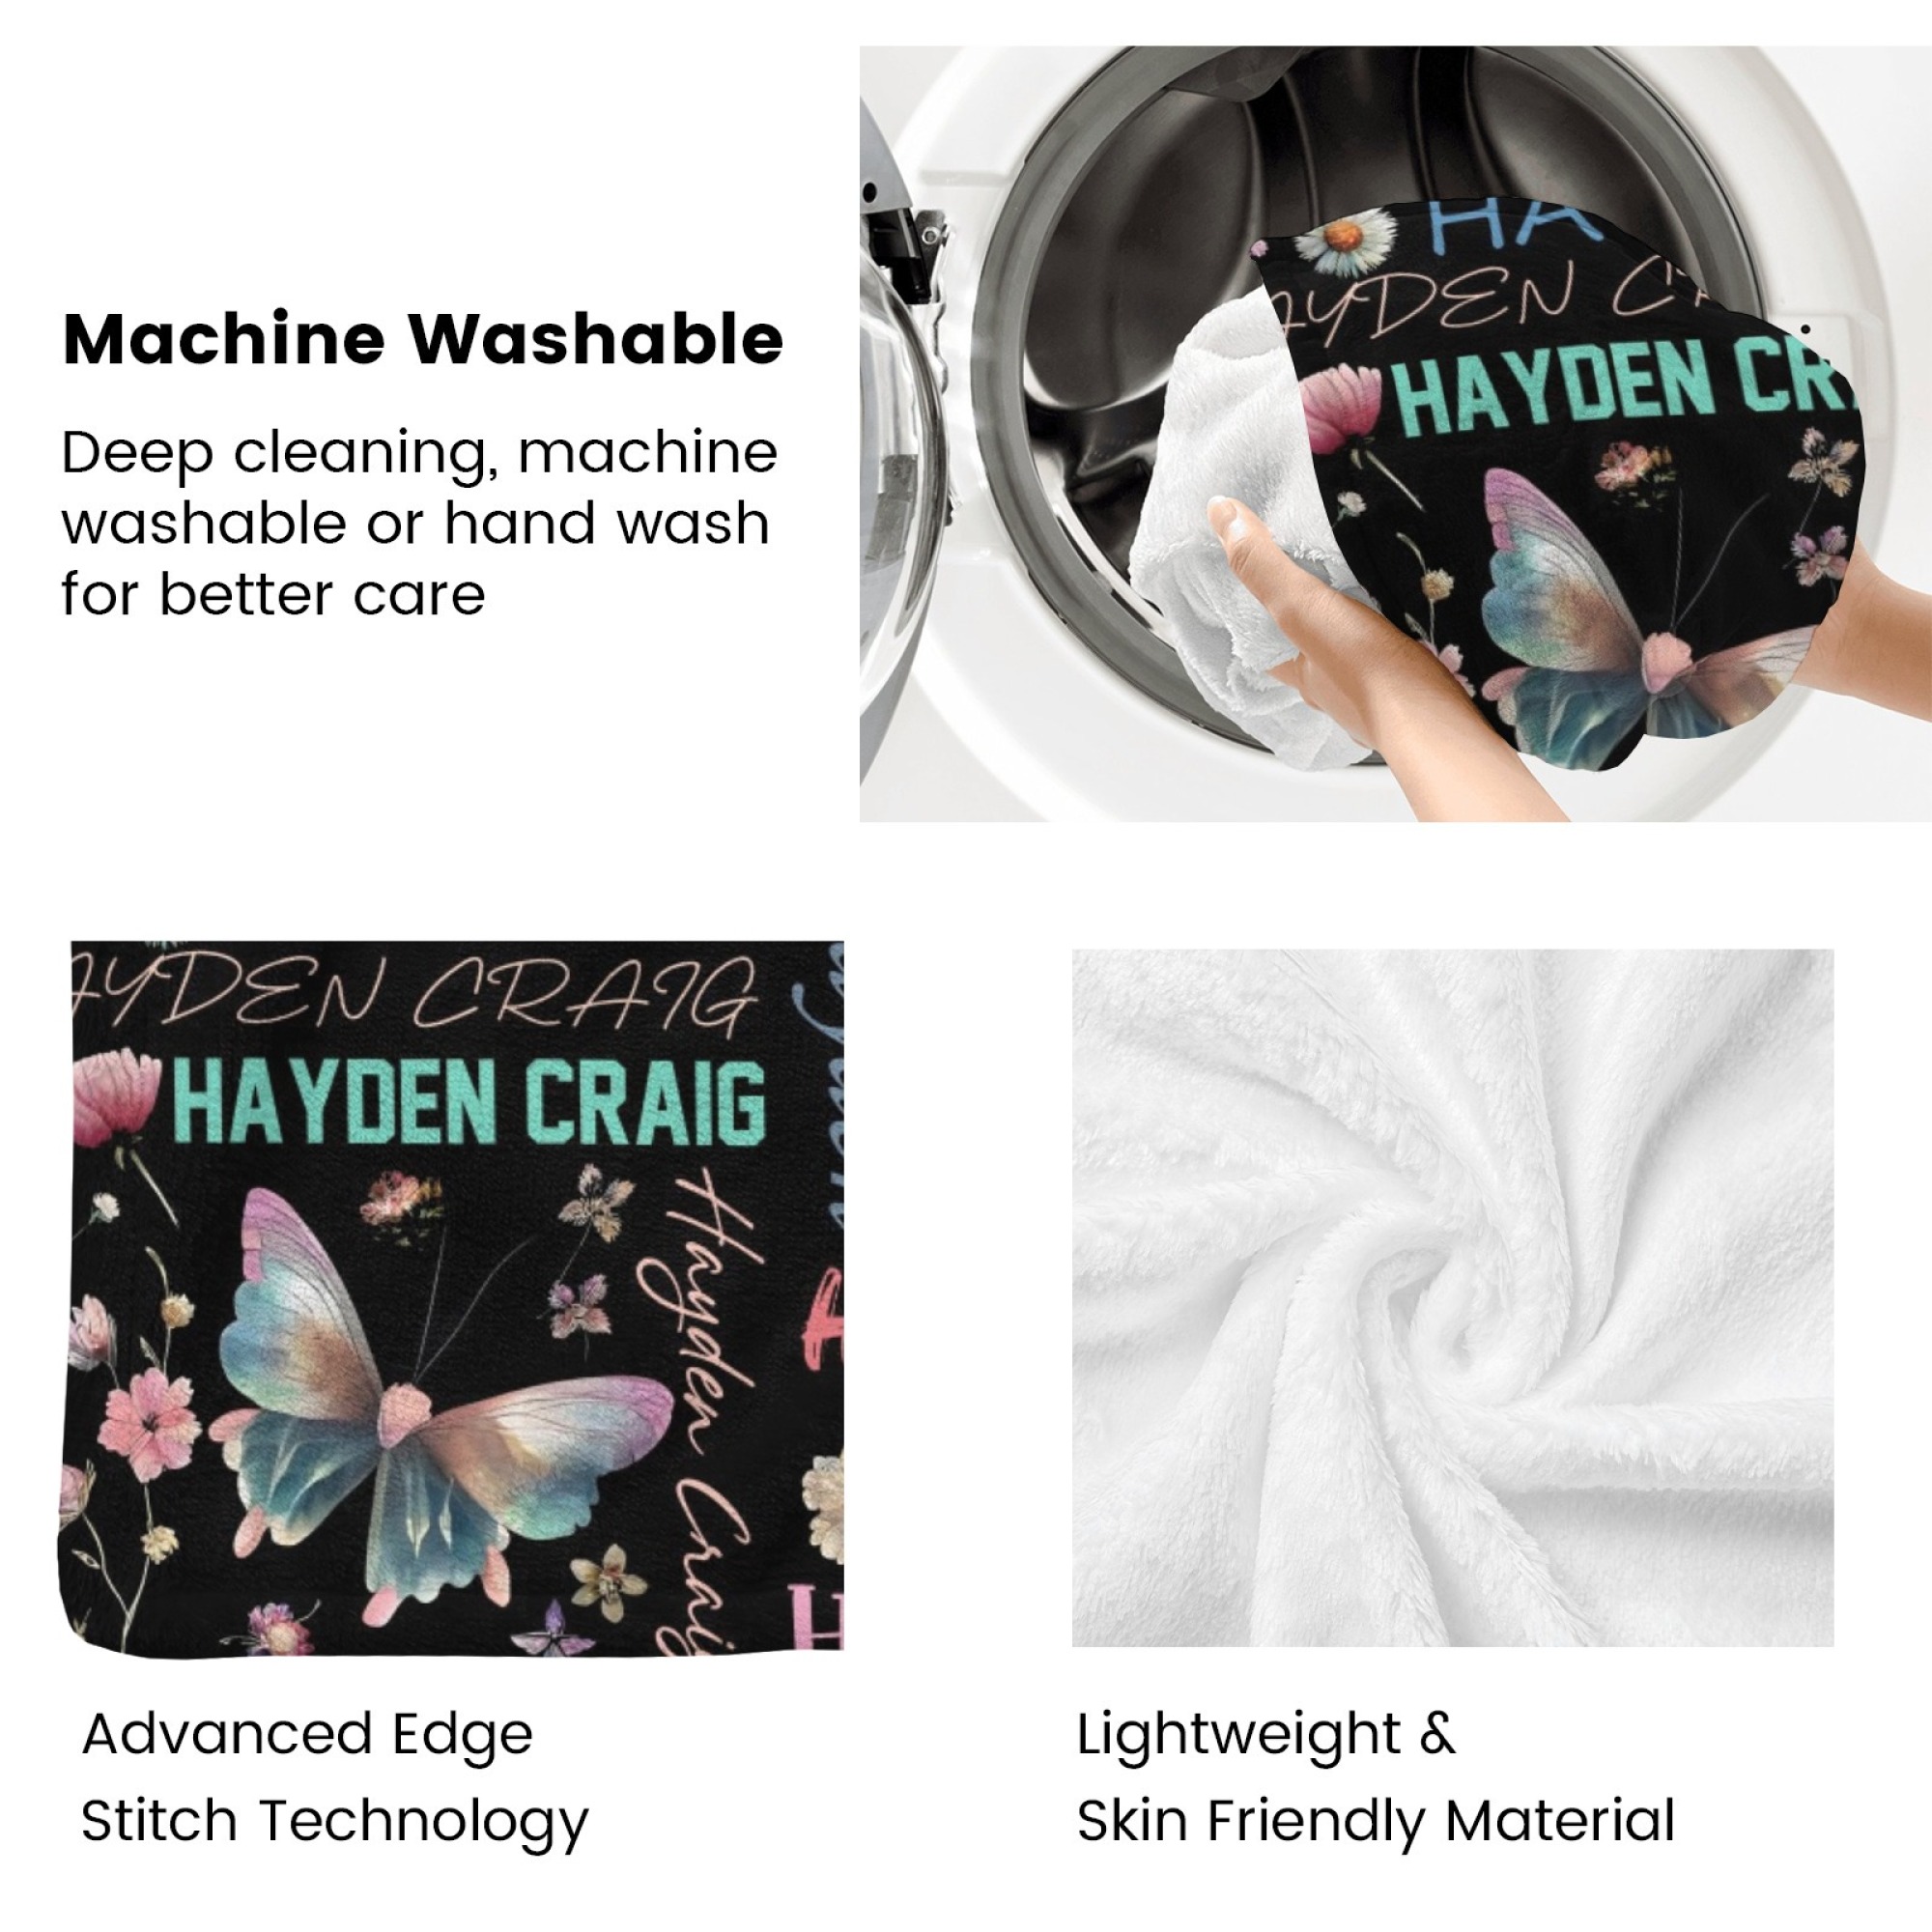 Machine Washable
Deep cleaning, machine
washable or hand wash
for better care
HA
AYDEN C
HAYDEN CR
AYDEN CRAIG
HAYDEN CRAIG
Hayden Craig
H
Advanced Edge
Stitch Technology
Lightweight &
Skin Friendly Material